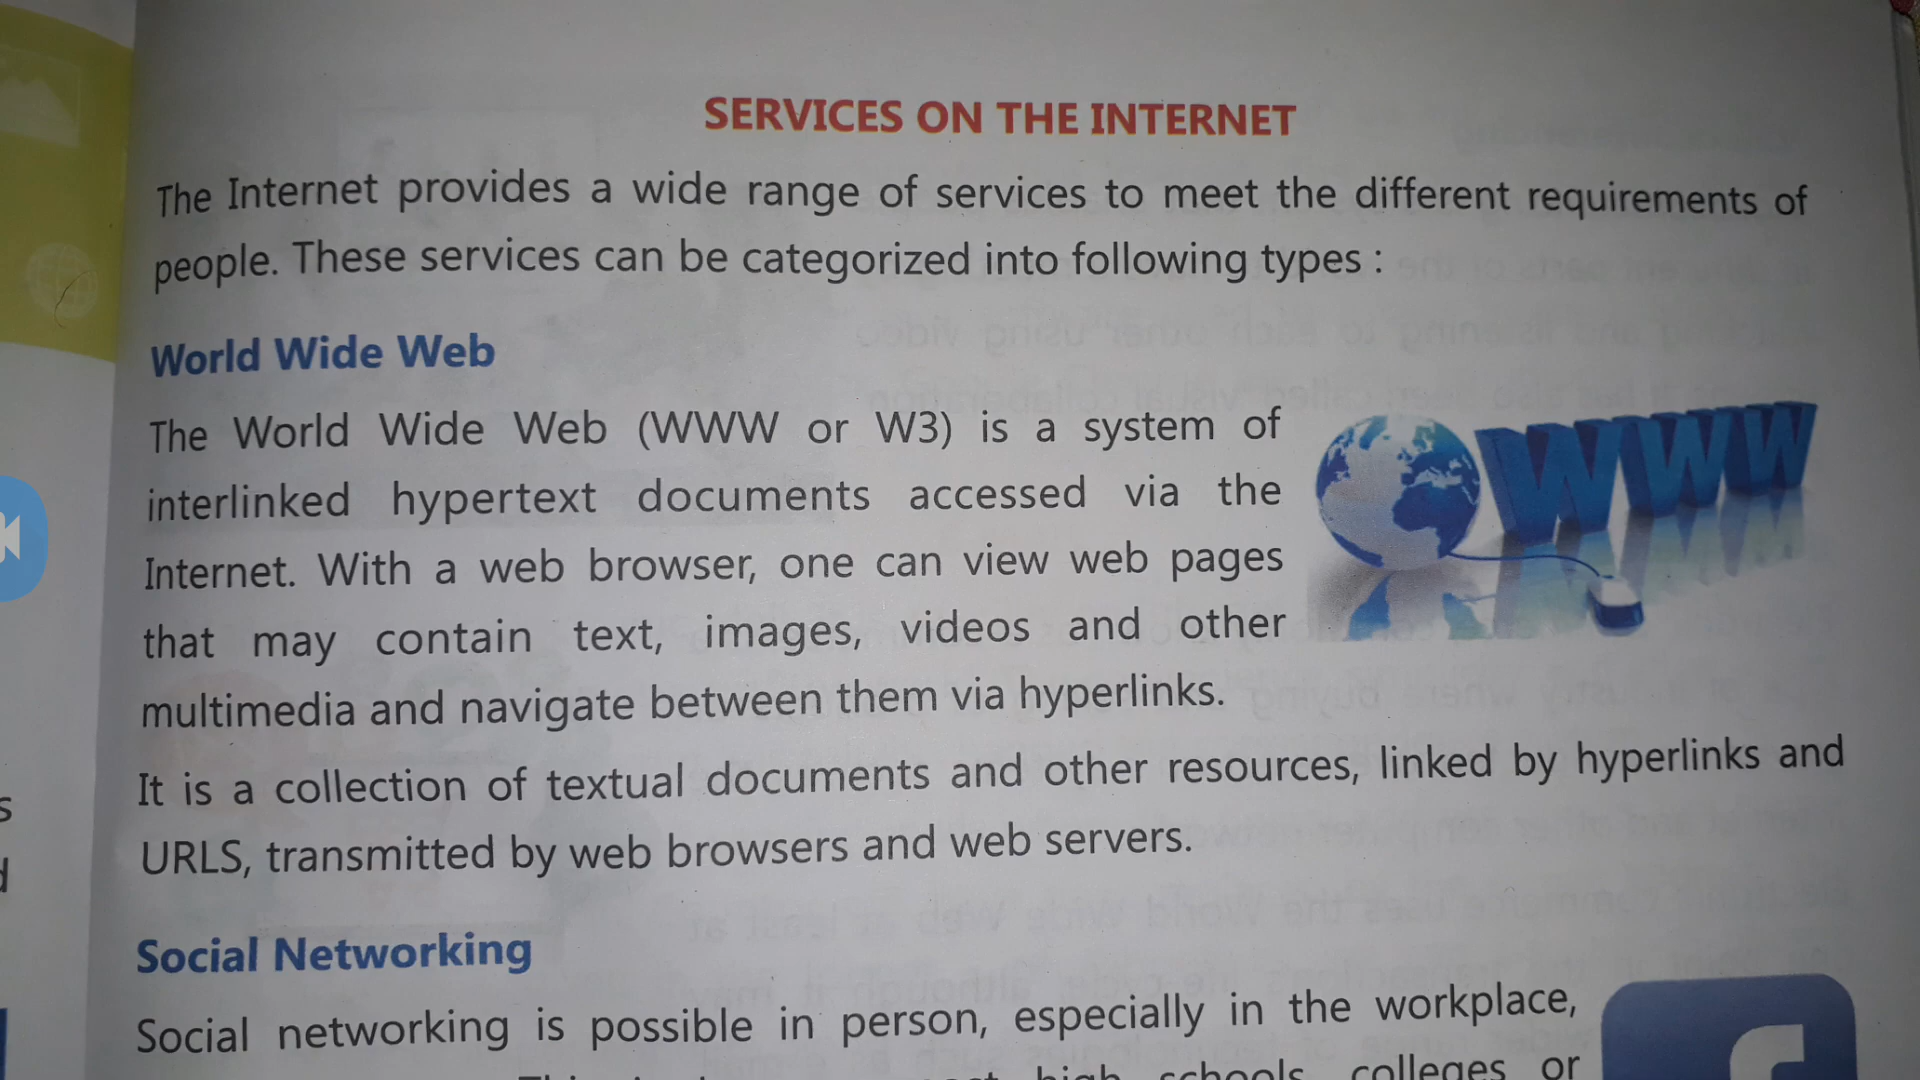 SERVICES ON THE INTERNET
The Internet provides a wide range of services to meet the different requirements of
people. These services can be categorized into following types :
World Wide Web
The World Wide Web (WWW or W3) is a system of
interlinked hypertext documents accessed via the
Internet. With a web browser, one can view web pages
that may contain text, images, videos and other
multimedia and navigate between them via hyperlinks.
WWW
It is a collection of textual documents and other resources, linked by hyperlinks and
URLS, transmitted by web browsers and web servers.
Social Networking
Social networking is possible in person, especially in the workplace,
high schools, colleges or